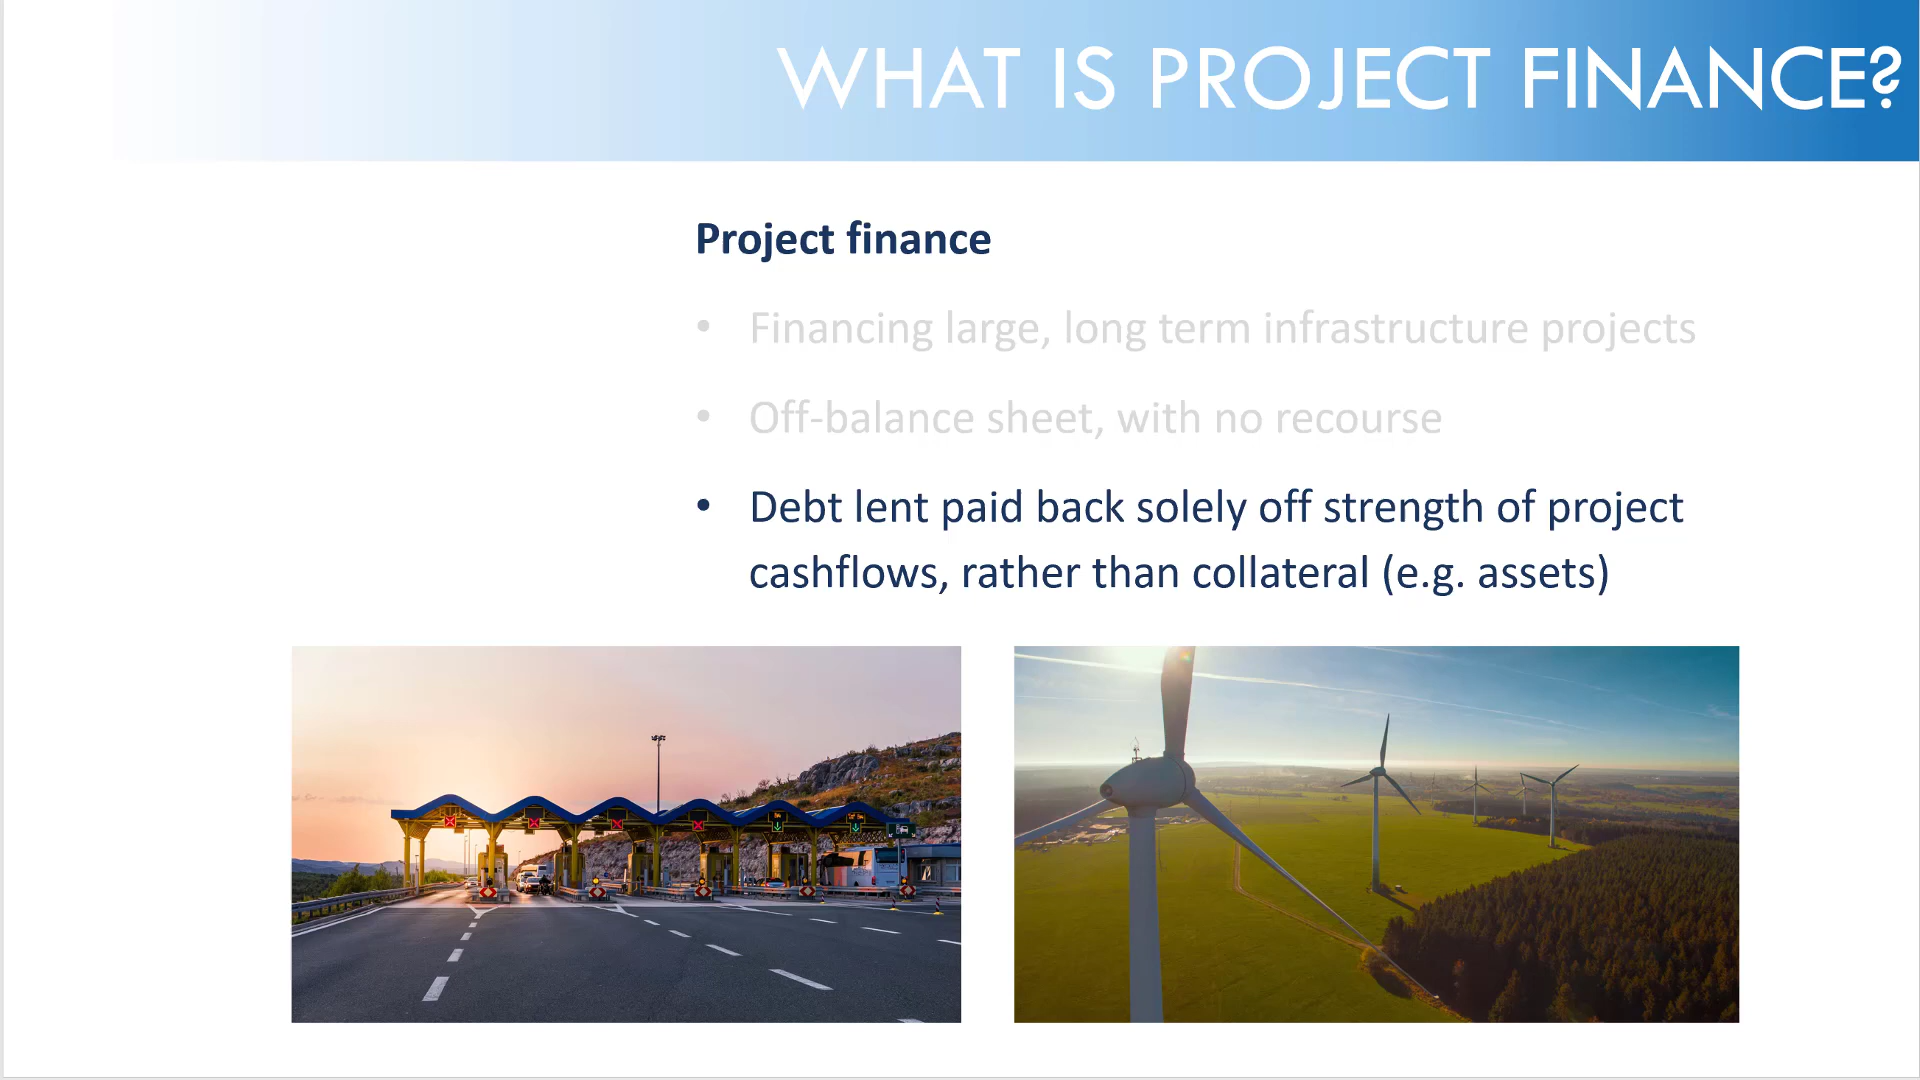 WHAT IS PROJECT FINANCE?
Project finance
• Financing large, long term infrastructure projects
• Off-balance sheet, with no recourse
• Debt lent paid back solely off strength of project
cashflows, rather than collateral (e.g. assets)